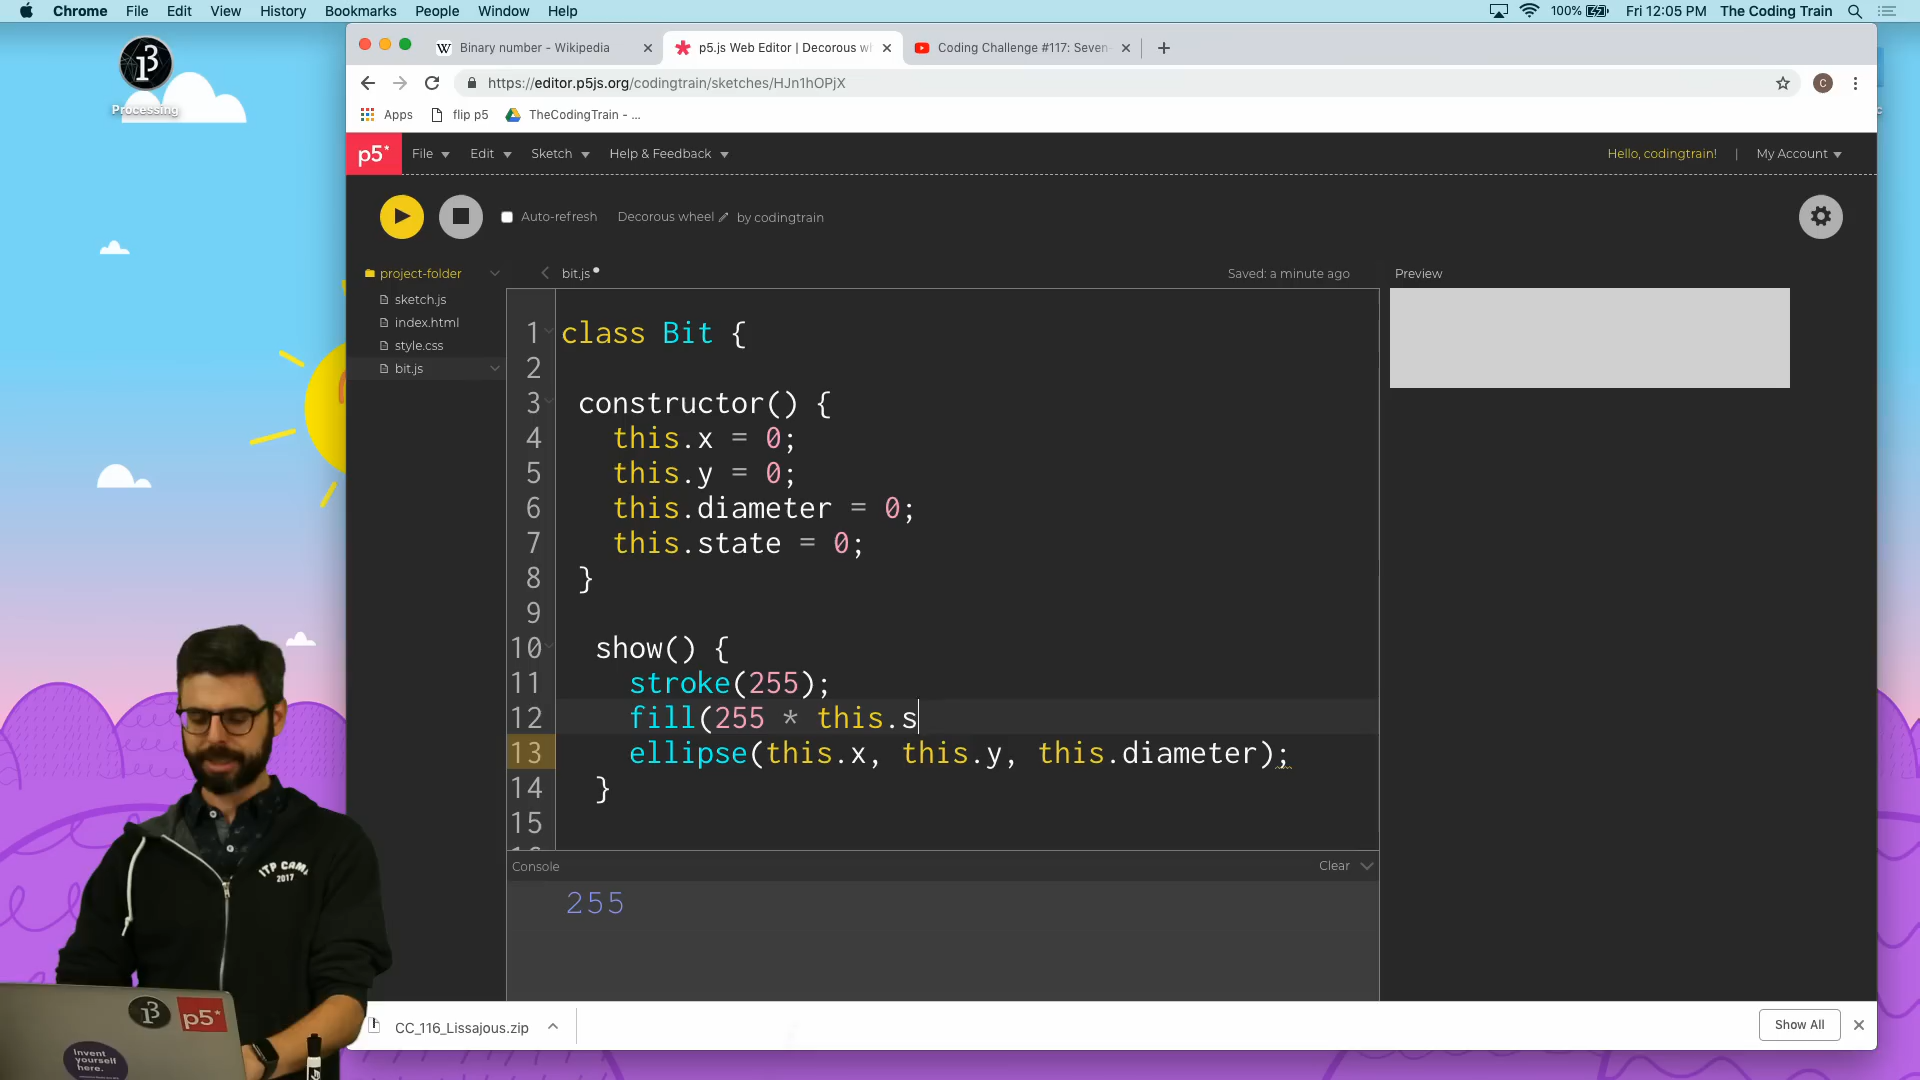 Chrome File Edit View History Bookmarks People Window Help 100% Fri 12:05 PM The Coding Train
Processing
W Binary number - Wikipedia
p5.js Web Editor | Decorous wh
Coding Challenge #117: Seven-
https://editor.p5js.org/codingtrain/sketches/HJn1hOPjX
C
Apps flip p5 TheCodingTrain - ...
p5* File Edit Sketch Help & Feedback Hello, codingtrain! | My Account
Auto-refresh Decorous wheel by codingtrain
project-folder
sketch.js
index.html
style.css
bit.js
bit.js Saved: a minute ago Preview
1 class Bit {
2
3 constructor() {
4 this.x = 0;
5 this.y = 0;
6 this.diameter = 0;
7 this.state = 0;
8 }
9
10 show() {
11 stroke(255);
12 fill(255 * this.s
13 ellipse(this.x, this.y, this.diameter);
14 }
15
Console Clear
255
ITP CAMP
2017
p5*
Invent
yourself
here.
CC_116_Lissajous.zip Show All